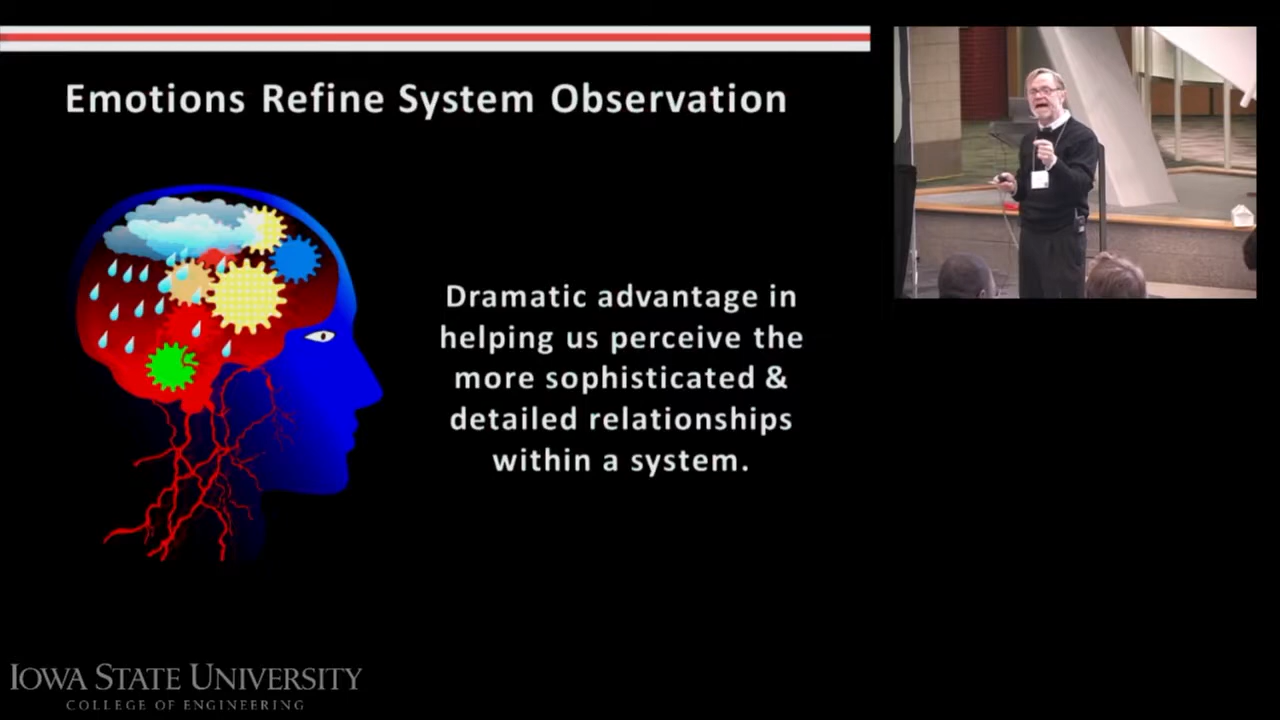 Emotions Refine System Observation
Dramatic advantage in
helping us perceive the
more sophisticated &
detailed relationships
within a system.
IOWA STATE UNIVERSITY
COLLEGE OF ENGINEERING